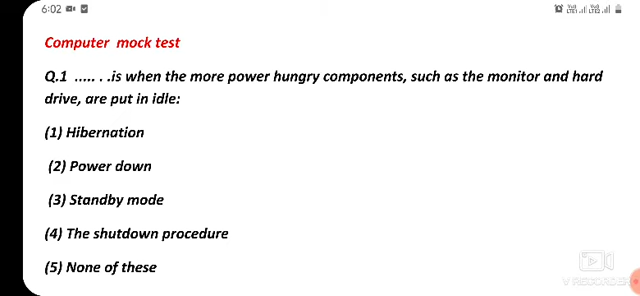 6:02
Computer mock test
Q.1 ..... . .is when the more power hungry components, such as the monitor and hard
drive, are put in idle:
(1) Hibernation
(2) Power down
(3) Standby mode
(4) The shutdown procedure
(5) None of these
V RECORDER